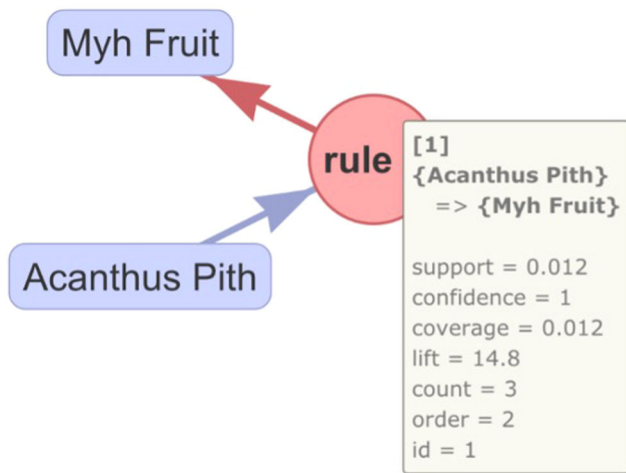 Myh Fruit
rule
Acanthus Pith
[1]
{Acanthus Pith}
=> {Myh Fruit}
support = 0.012
confidence = 1
coverage = 0.012
lift = 14.8
count = 3
order = 2
id = 1